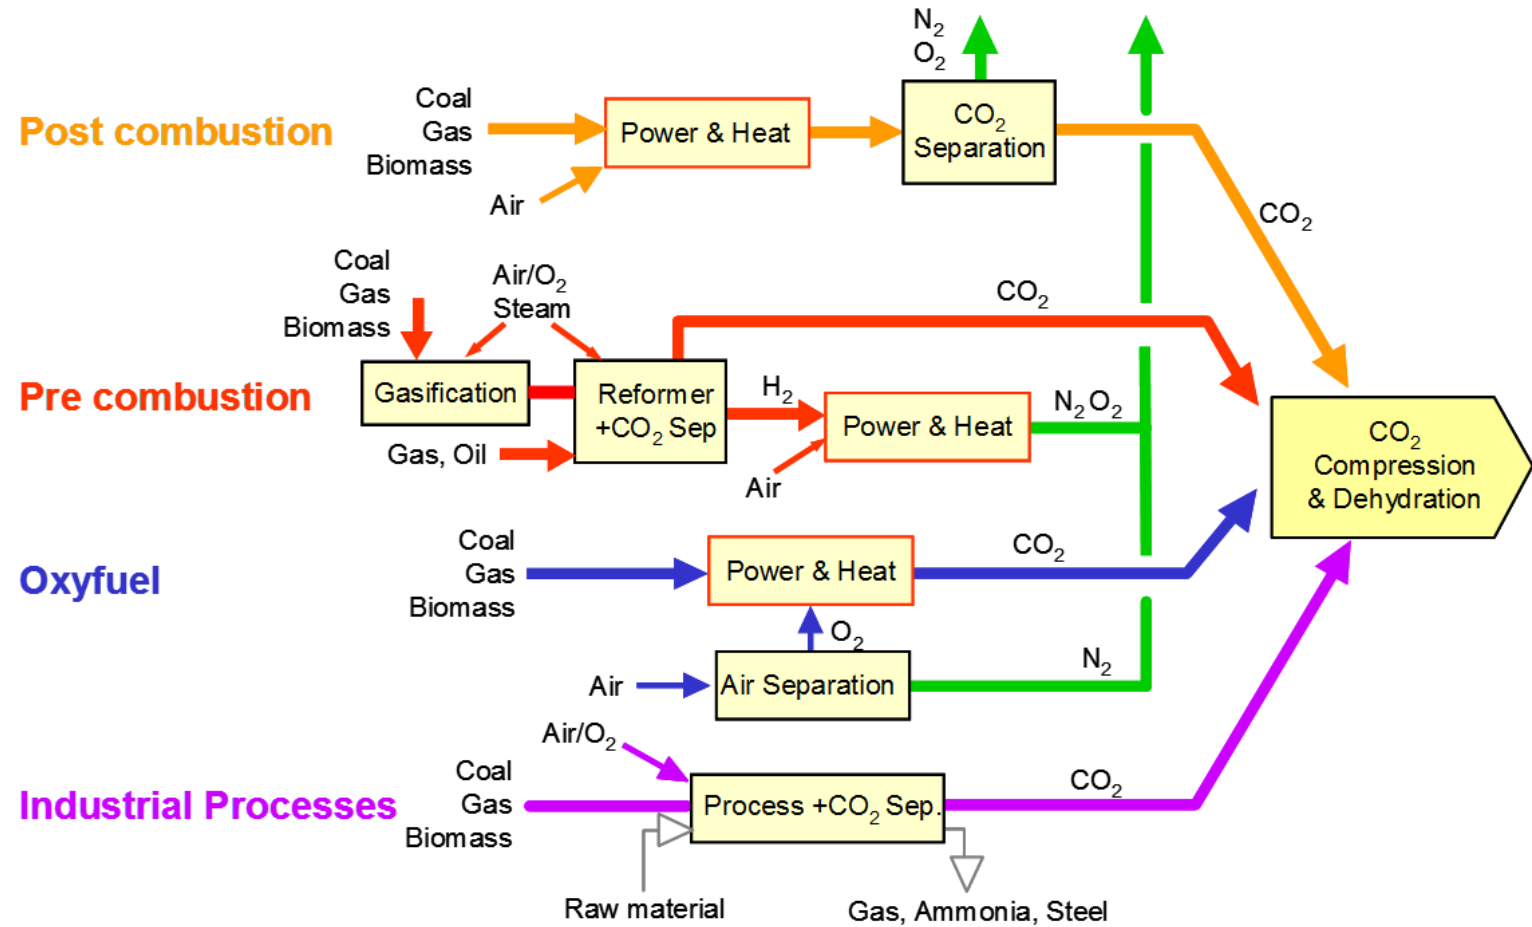 N₂
O₂
Post combustion
Coal
Gas
Biomass
Air
Power & Heat
CO₂
Separation
CO₂
Pre combustion
Coal
Gas
Biomass
Air/O₂
Steam
Gasification
Gas, Oil
Reformer
+CO₂ Sep
CO₂
H₂
Air
Power & Heat
N₂O₂
CO₂
Compression
& Dehydration
Oxyfuel
Coal
Gas
Biomass
Power & Heat
CO₂
O₂
Air
Air Separation
N₂
Industrial Processes
Air/O₂
Coal
Gas
Biomass
Process +CO₂ Sep.
CO₂
Raw material
Gas, Ammonia, Steel